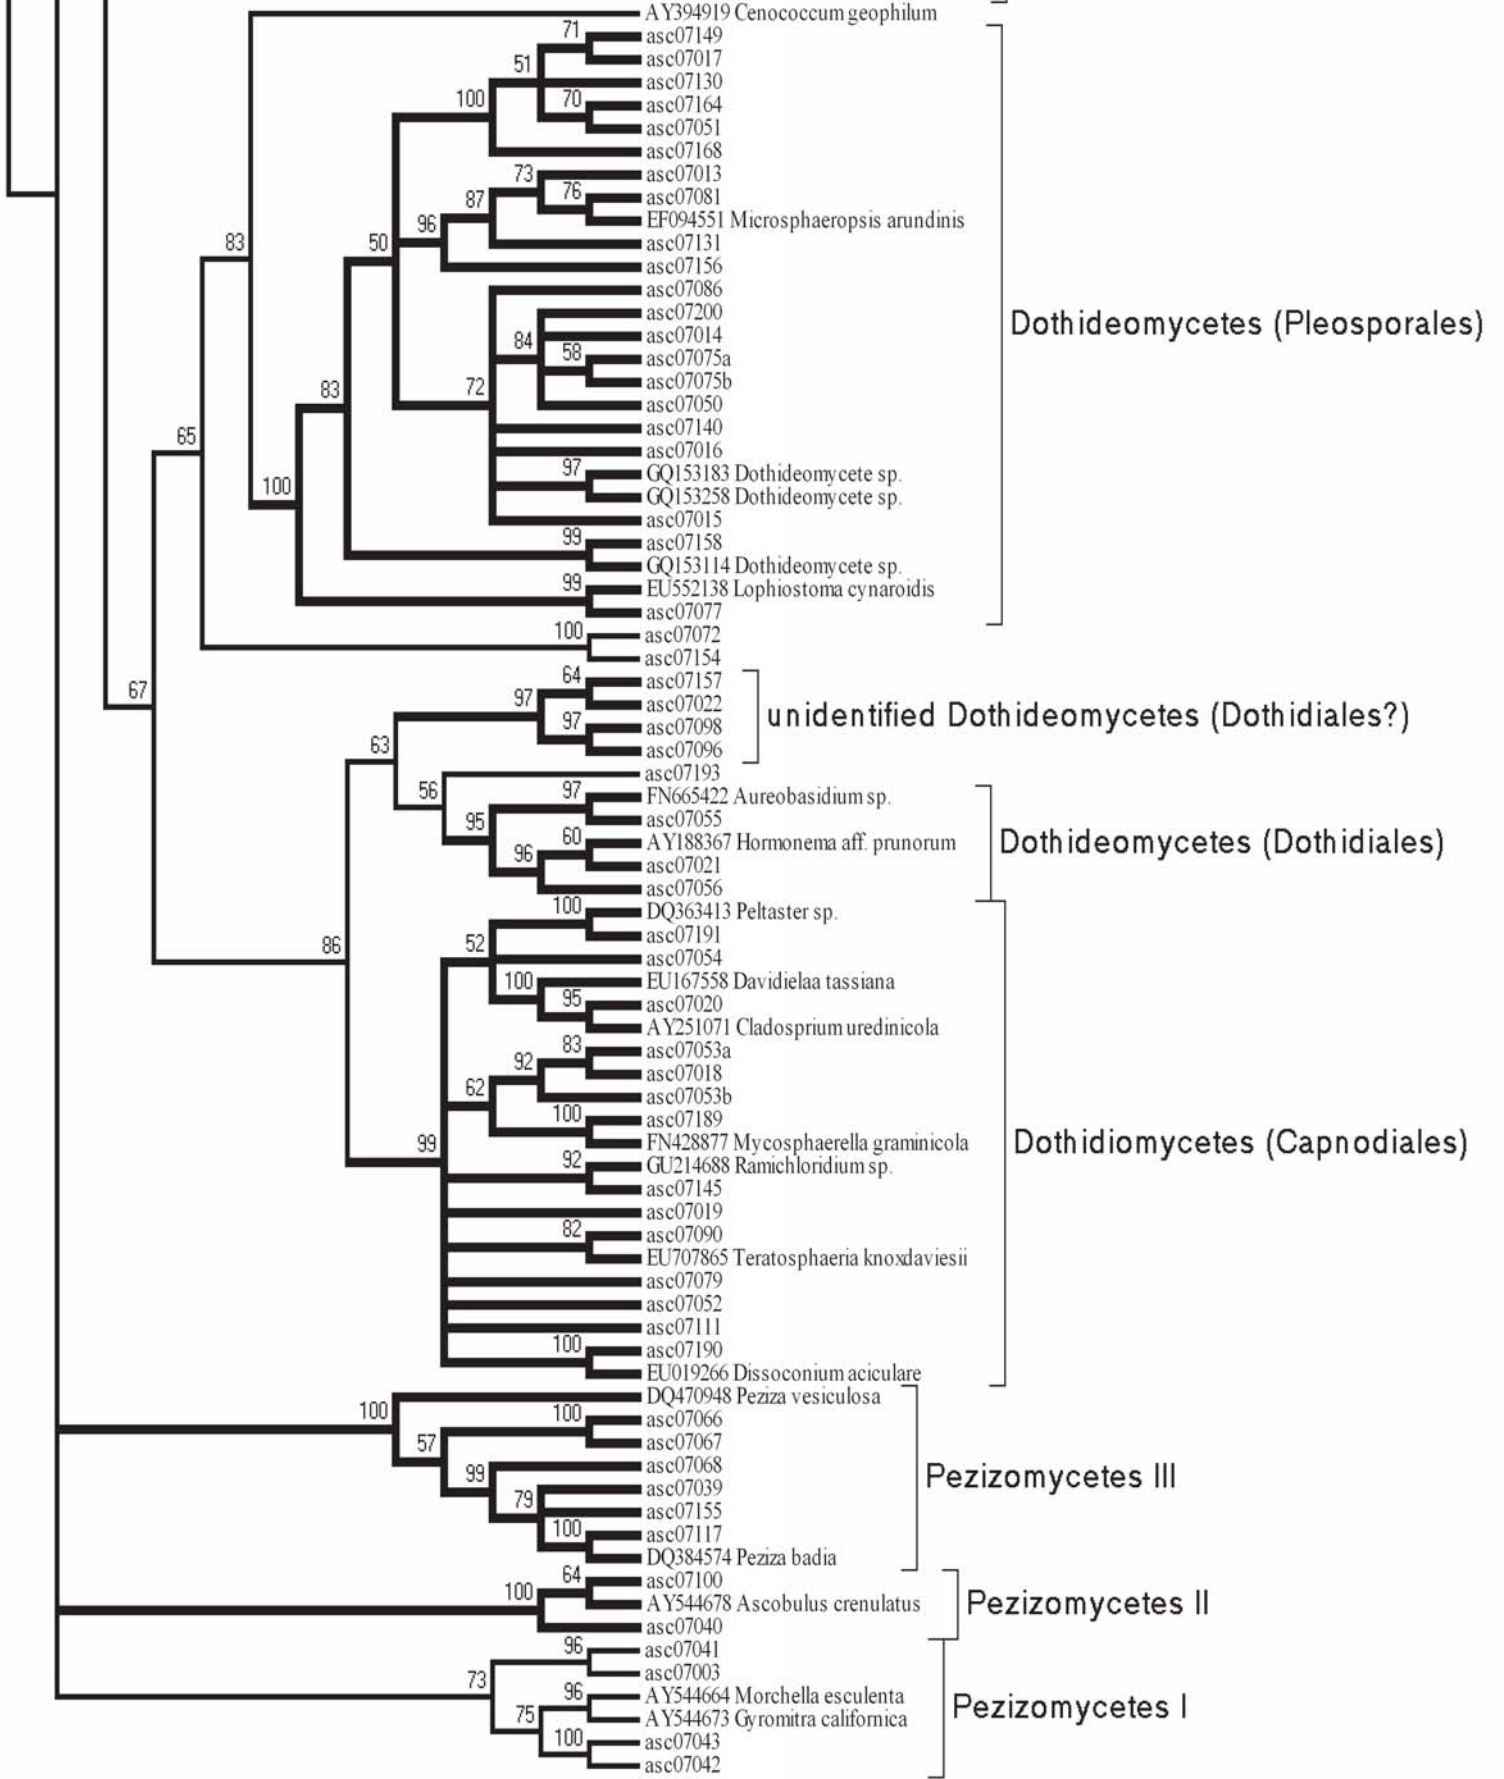 AY394919 Cenococcum geophilum
71 asc07149
asc07017
51
asc07130
100 70 asc07164
asc07051
asc07168
73 asc07013
76 asc07081
87
EF094551 Microsphaeropsis arundinis
96
83 50 asc07131
asc07156
asc07086
asc07200
Dothideomycetes (Pleosporales)
84 asc07014
58 asc07075a
asc07075b
83 72
asc07050
asc07140
65
asc07016
97 GQ153183 Dothideomycete sp.
100
GQ153258 Dothideomycete sp.
asc07015
99 asc07158
GQ153114 Dothideomycete sp.
99 EU552138 Lophiostoma cynaroidis
asc07077
100 asc07072
asc07154
64 asc07157
67 97
asc07022
unidentified Dothideomycetes (Dothidiales?)
97 asc07098
63
asc07096
asc07193
56 97 FN665422 Aureobasidium sp.
95 asc07055
60 AY188367 Hormonema aff. prunorum
Dothideomycetes (Dothidiales)
96
asc07021
asc07056
100 DQ363413 Peltaster sp.
86 52 asc07191
asc07054
100 EU167558 Davidielaa tassiana
95 asc07020
AY251071 Cladosprium uredinicola
83 asc07053a
92
asc07018
62 asc07053b
100 asc07189
99 FN428877 Mycosphaerella graminicola
Dothidiomycetes (Capnodiales)
92 GU214688 Ramichloridium sp.
asc07145
asc07019
82 asc07090
EU707865 Teratosphaeria knoxdaviesii
asc07079
asc07052
asc07111
100 asc07190
EU019266 Dissoconium aciculare
DQ470948 Peziza vesiculosa
100 100 asc07066
57 asc07067
99 asc07068
Pezizomycetes III
79 asc07039
asc07155
100 asc07117
DQ384574 Peziza badia
64 asc07100
100
AY544678 Ascobulus crenulatus
Pezizomycetes II
asc07040
96 asc07041
73 asc07003
96 AY544664 Morchella esculenta
75 Pezizomycetes I
AY544673 Gyromitra californica
100 asc07043
asc07042